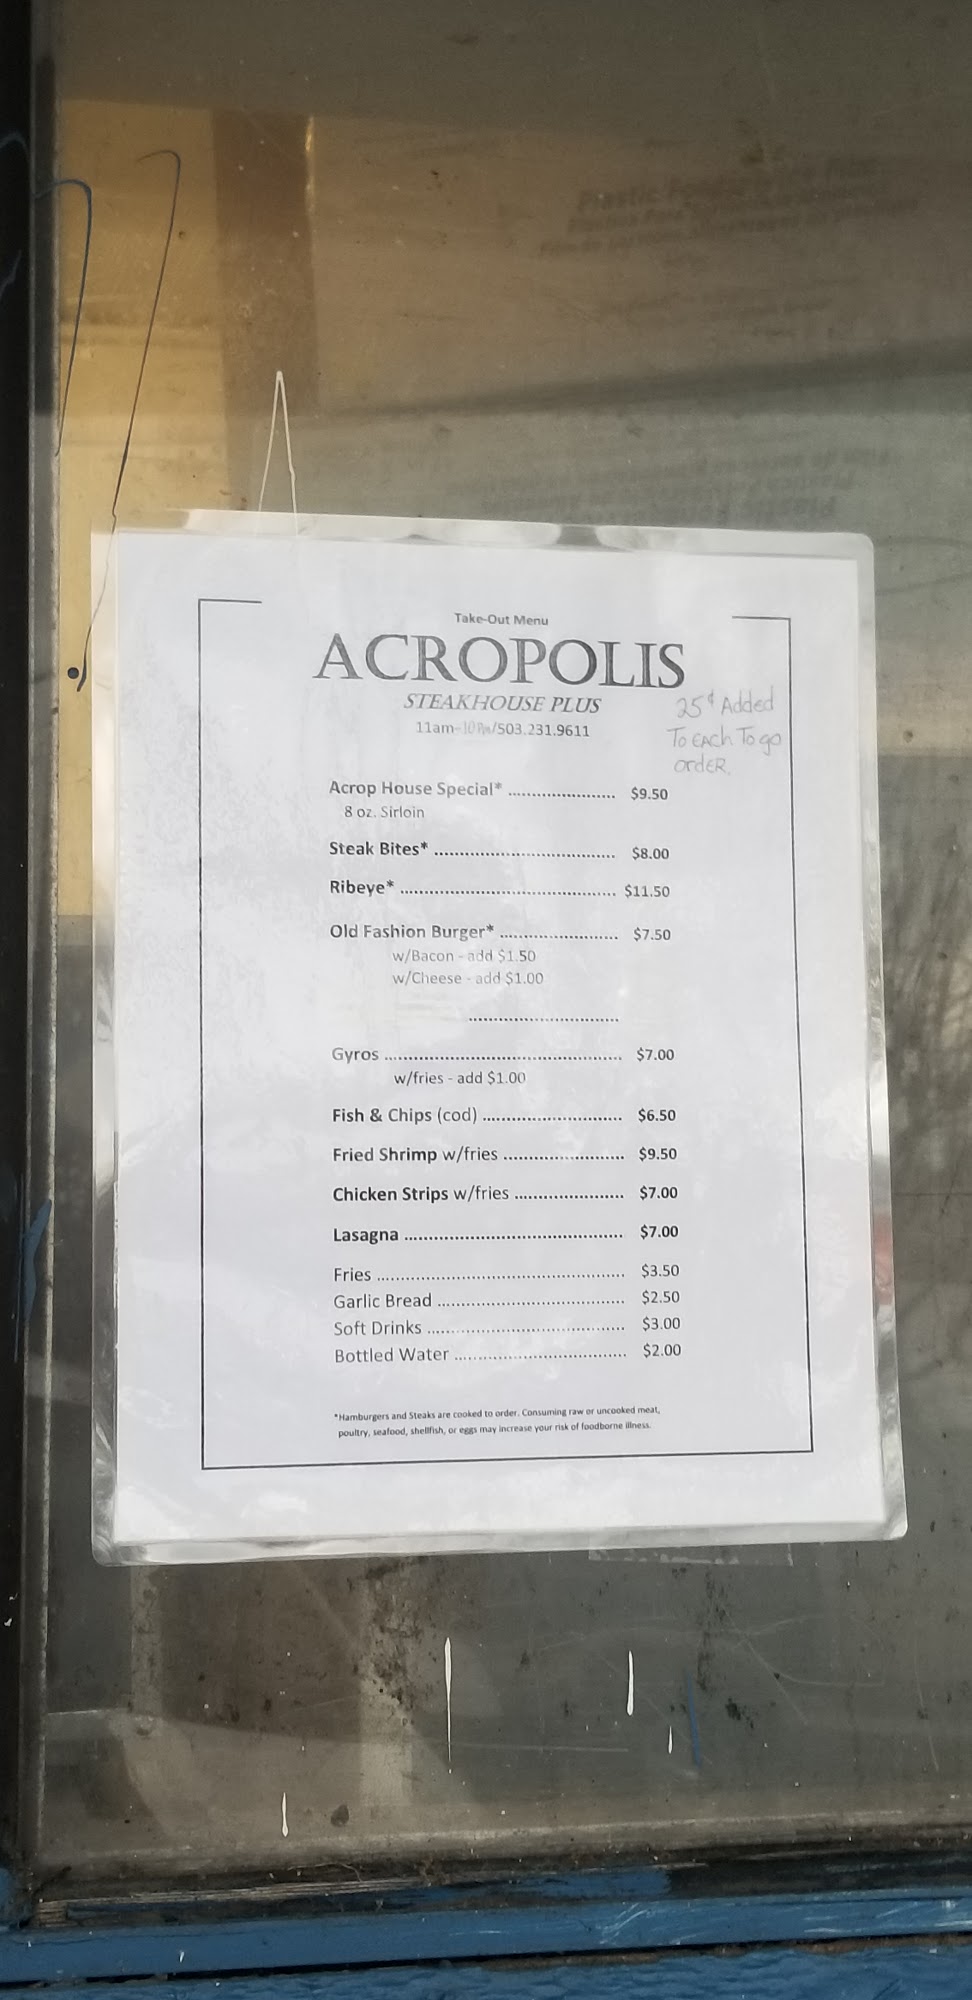 Take-Out Menu
ACROPOLIS
STEAKHOUSE PLUS
11am-10PM/503.231.9611
25¢ Added
To EAch To go
ordER.
Acrop House Special* ...................... $9.50
8 oz. Sirloin
Steak Bites* ..................................... $8.00
Ribeye* ............................................ $11.50
Old Fashion Burger* ........................ $7.50
w/Bacon - add $1.50
w/Cheese - add $1.00
..............................
Gyros ................................................ $7.00
w/fries - add $1.00
Fish & Chips (cod) ............................ $6.50
Fried Shrimp w/fries ........................ $9.50
Chicken Strips w/fries ...................... $7.00
Lasagna ............................................ $7.00
Fries .................................................. $3.50
Garlic Bread ...................................... $2.50
Soft Drinks ........................................ $3.00
Bottled Water ................................... $2.00
*Hamburgers and Steaks are cooked to order. Consuming raw or uncooked meat,
poultry, seafood, shellfish, or eggs may increase your risk of foodborne illness.